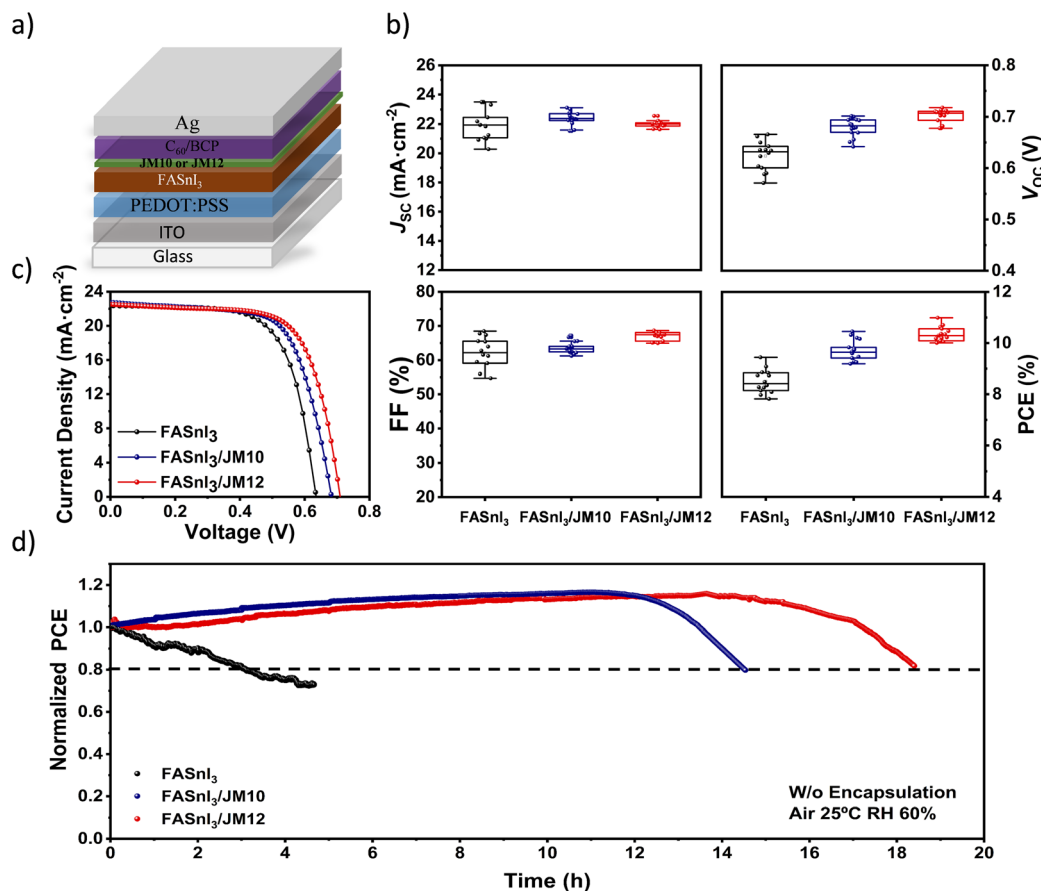 a)
Ag
C₆₀/BCP
JM10 or JM12
FASnI₃
PEDOT:PSS
ITO
Glass
b)
J_SC (mA·cm⁻²)
24
22
20
18
16
14
12
0.8
0.7
0.6
0.5
0.4
V_OC (V)
FF (%)
80
70
60
50
40
30
20
FASnI₃ FASnI₃/JM10 FASnI₃/JM12
12
10
8
6
4
PCE (%)
FASnI₃ FASnI₃/JM10 FASnI₃/JM12
c)
Current Density (mA·cm⁻²)
24
20
16
12
8
4
0
FASnI₃
FASnI₃/JM10
FASnI₃/JM12
0.0 0.2 0.4 0.6 0.8
Voltage (V)
d)
Normalized PCE
1.2
1.0
0.8
0.6
0.4
0.2
0.0
FASnI₃
FASnI₃/JM10
FASnI₃/JM12
W/o Encapsulation
Air 25ºC RH 60%
0 2 4 6 8 10 12 14 16 18 20
Time (h)